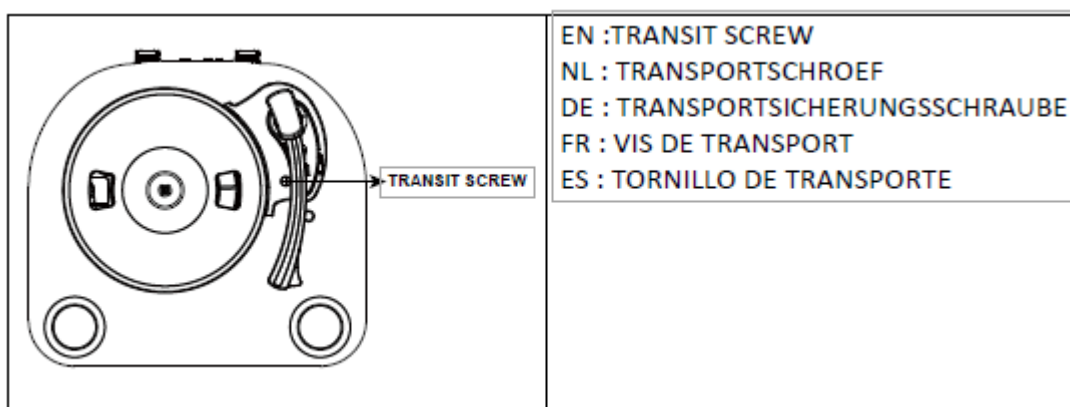 TRANSIT SCREW
EN :TRANSIT SCREW
NL : TRANSPORTSCHROEF
DE : TRANSPORTSICHERUNGSSCHRAUBE
FR : VIS DE TRANSPORT
ES : TORNILLO DE TRANSPORTE